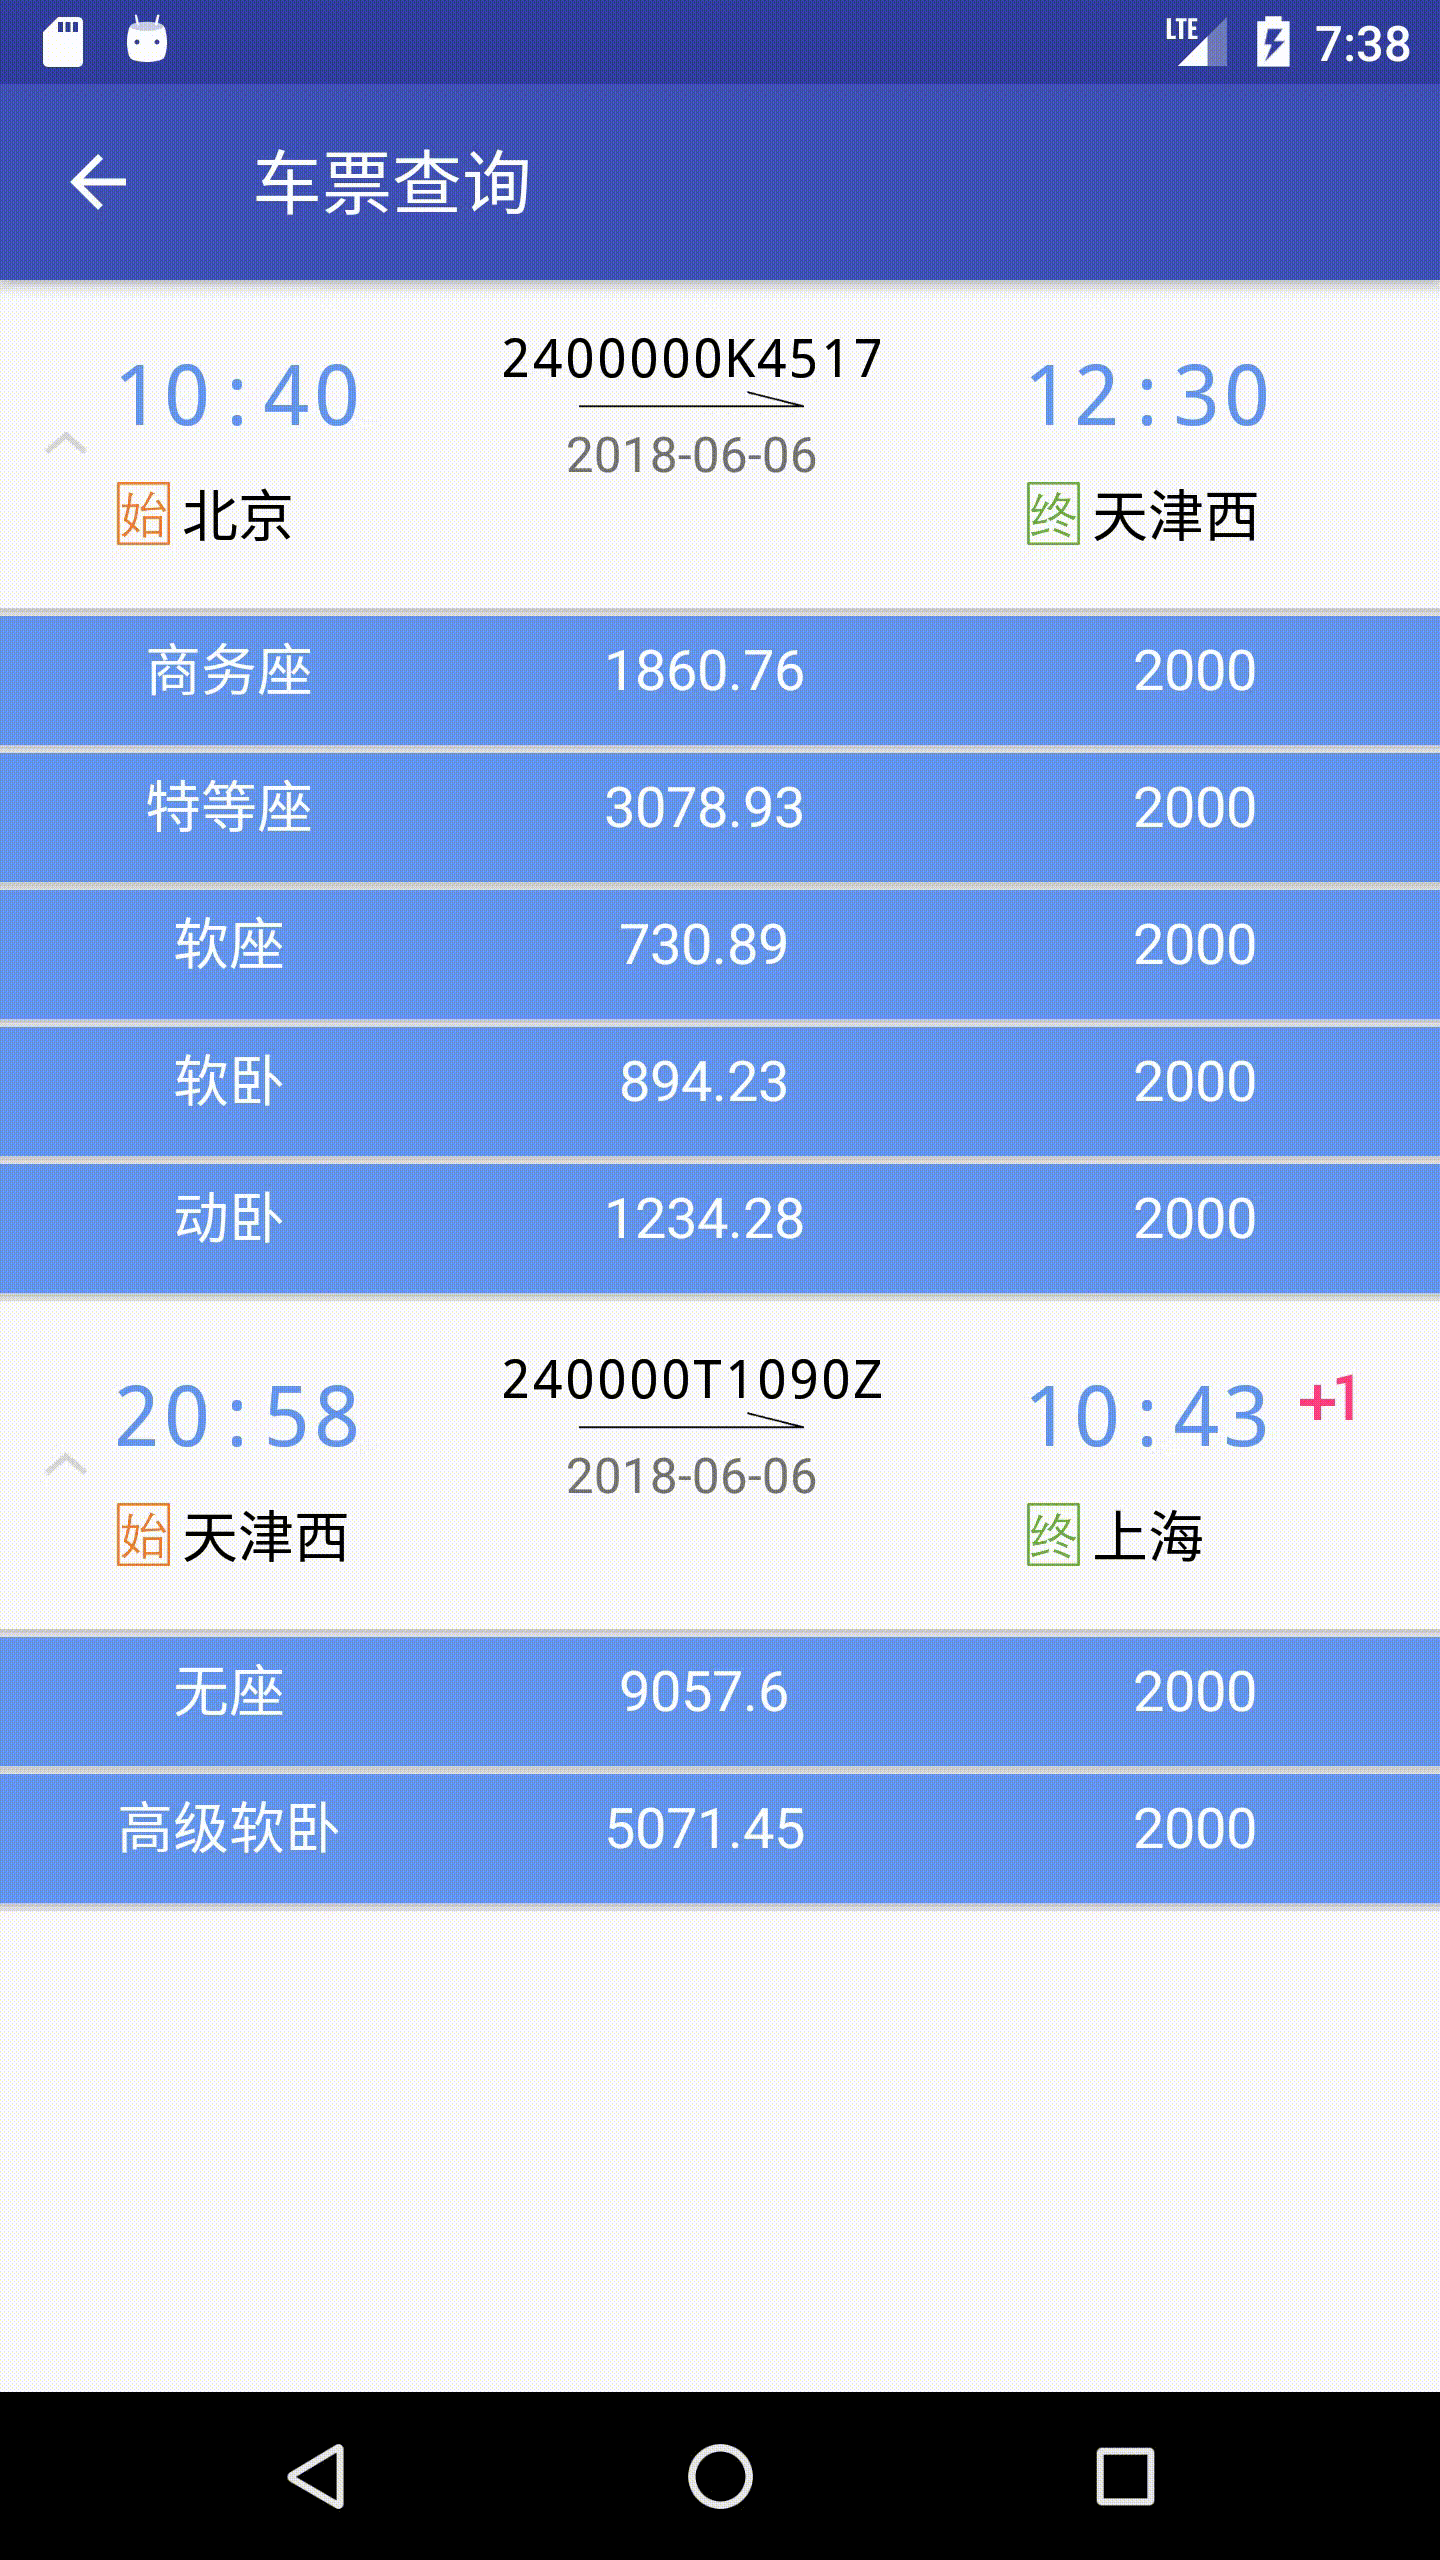 LTE 7:38
车票查询
2400000K4517
10:40 12:30
2018-06-06
始 北京 终 天津西
商务座 1860.76 2000
特等座 3078.93 2000
软座 730.89 2000
软卧 894.23 2000
动卧 1234.28 2000
240000T1090Z
20:58 10:43 +1
2018-06-06
始 天津西 终 上海
无座 9057.6 2000
高级软卧 5071.45 2000